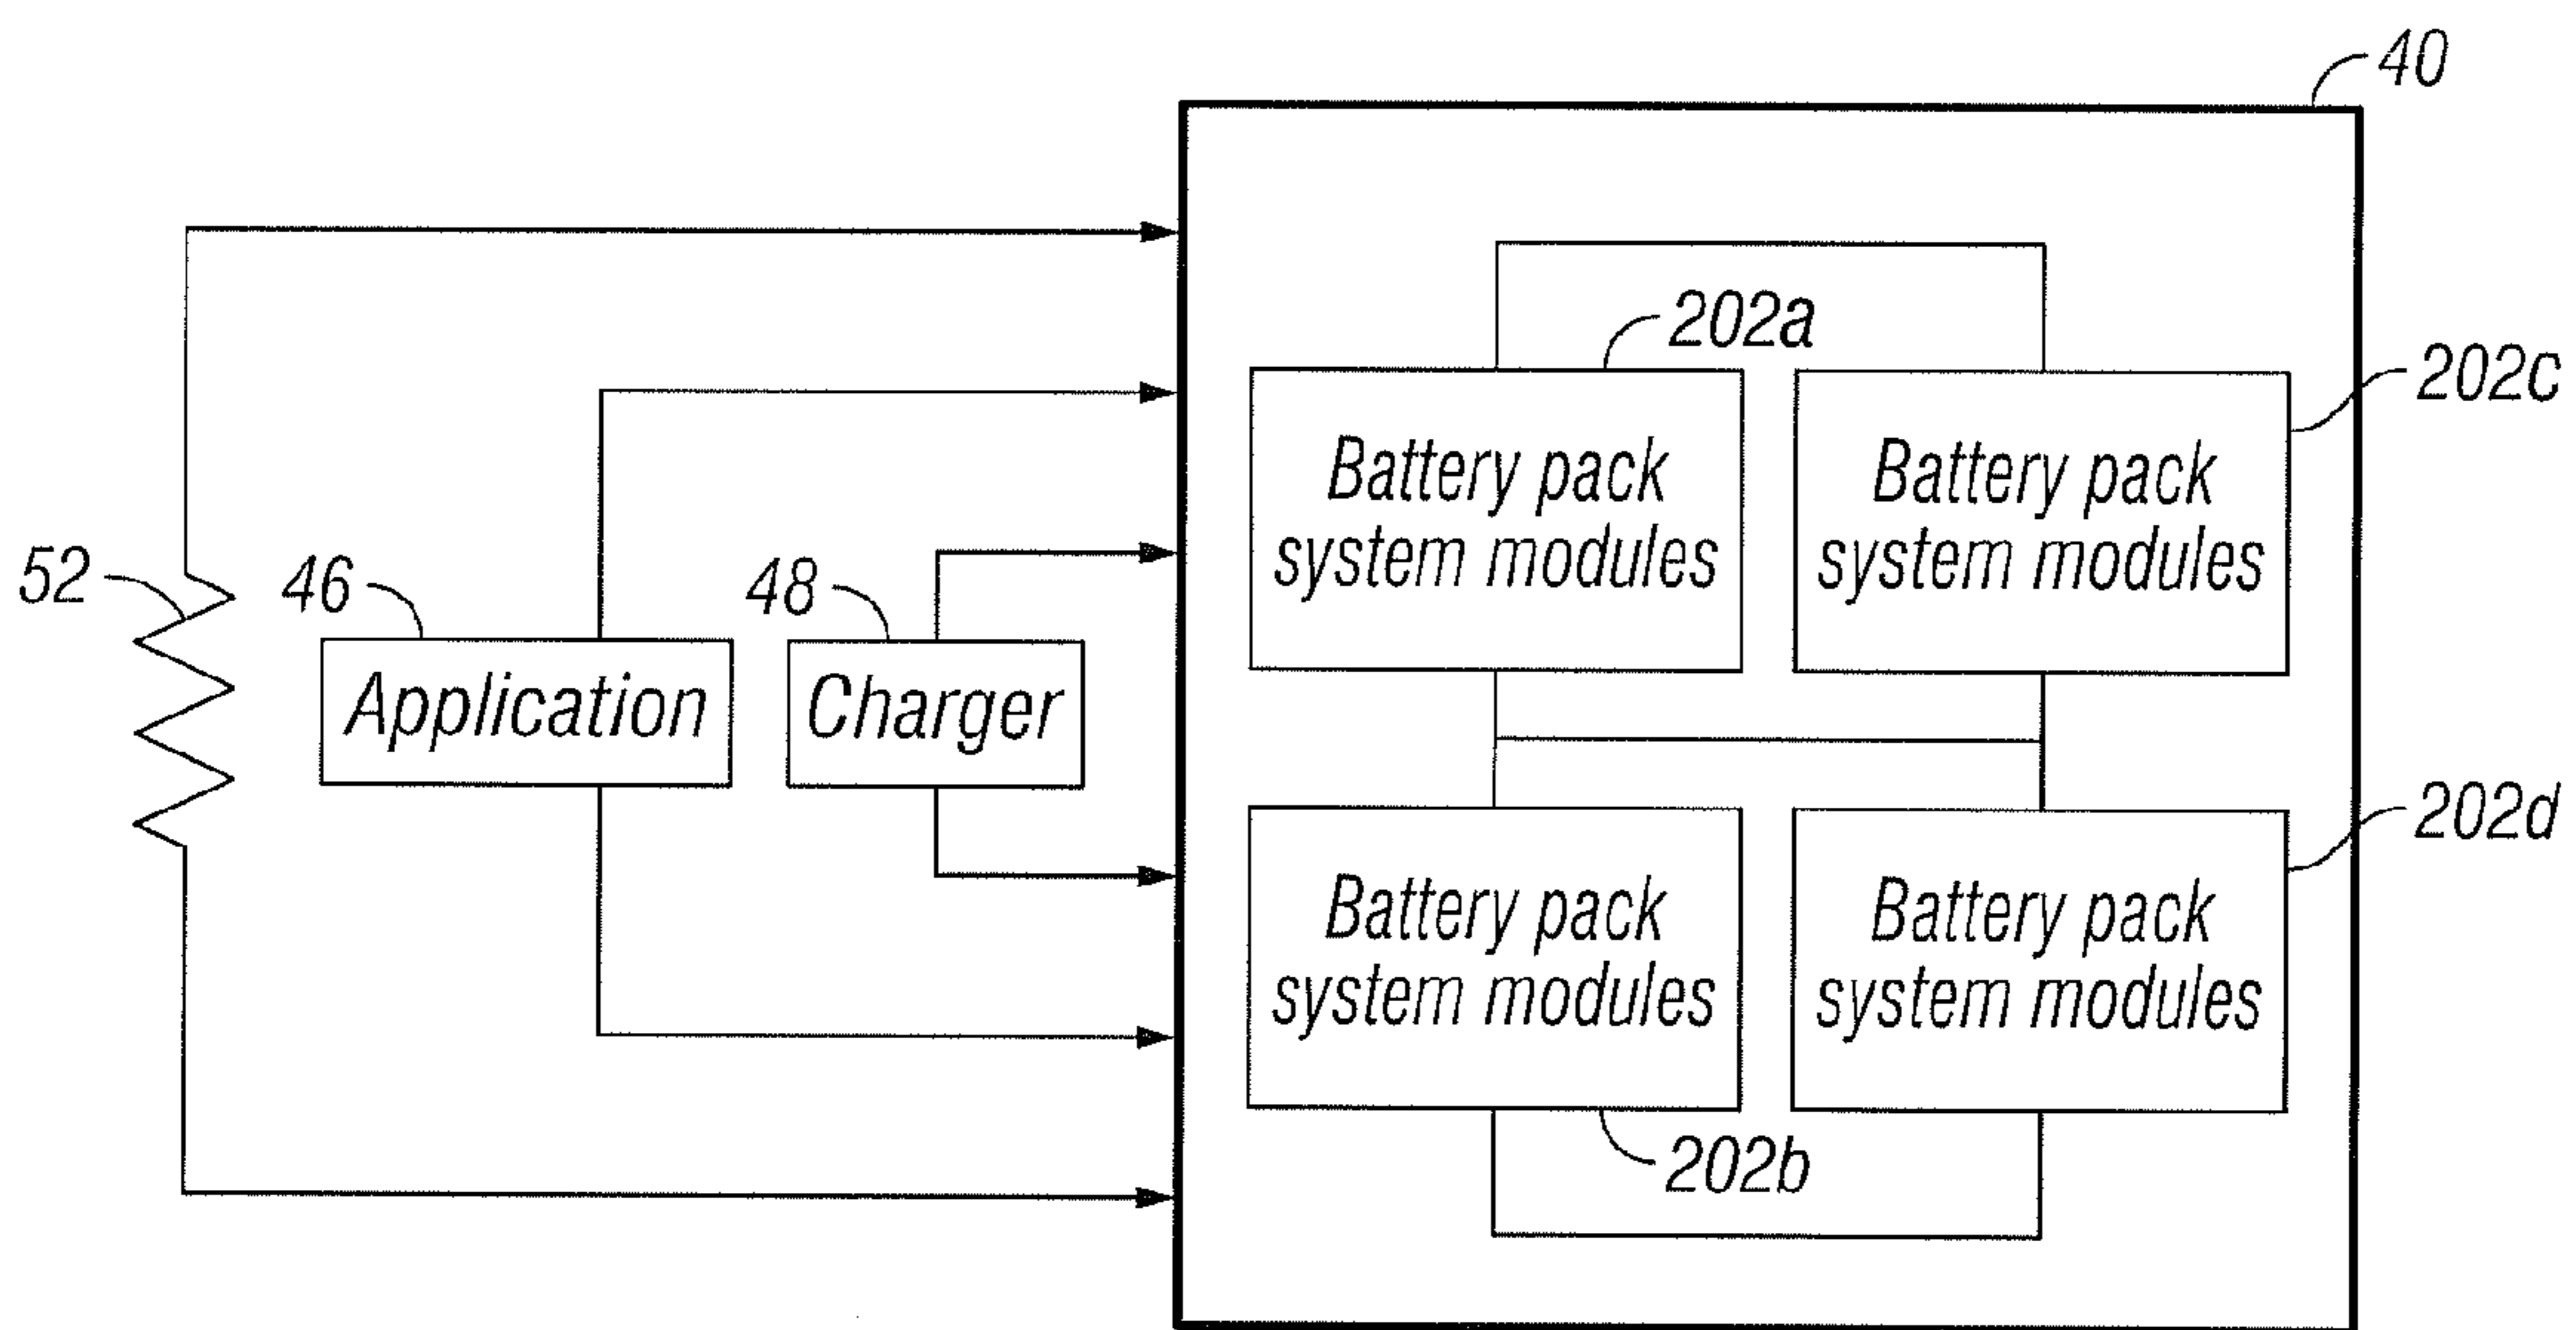 40
202a
202c
Battery pack
system modules
Battery pack
system modules
52
46
48
Application
Charger
202d
Battery pack
system modules
Battery pack
system modules
202b